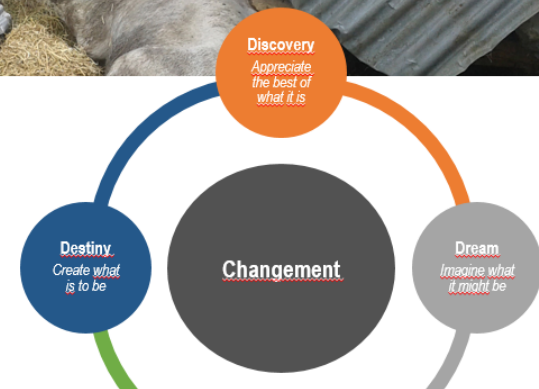 Discovery
Appreciate
the best of
what it is
Destiny
Create what
is to be
Changement
Dream
Imagine what
it might be